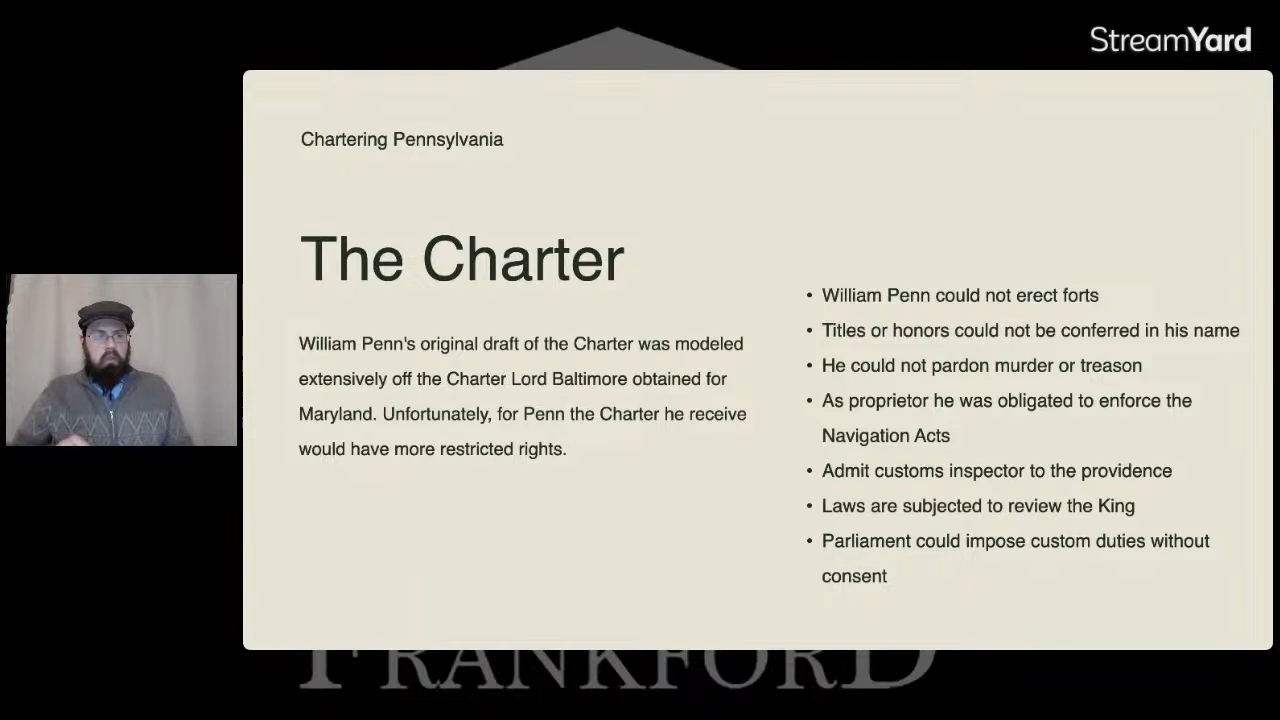 StreamYard
Chartering Pennsylvania
The Charter
William Penn's original draft of the Charter was modeled
extensively off the Charter Lord Baltimore obtained for
Maryland. Unfortunately, for Penn the Charter he receive
would have more restricted rights.
• William Penn could not erect forts
• Titles or honors could not be conferred in his name
• He could not pardon murder or treason
• As proprietor he was obligated to enforce the
Navigation Acts
• Admit customs inspector to the providence
• Laws are subjected to review the King
• Parliament could impose custom duties without
consent
FRANKFORD